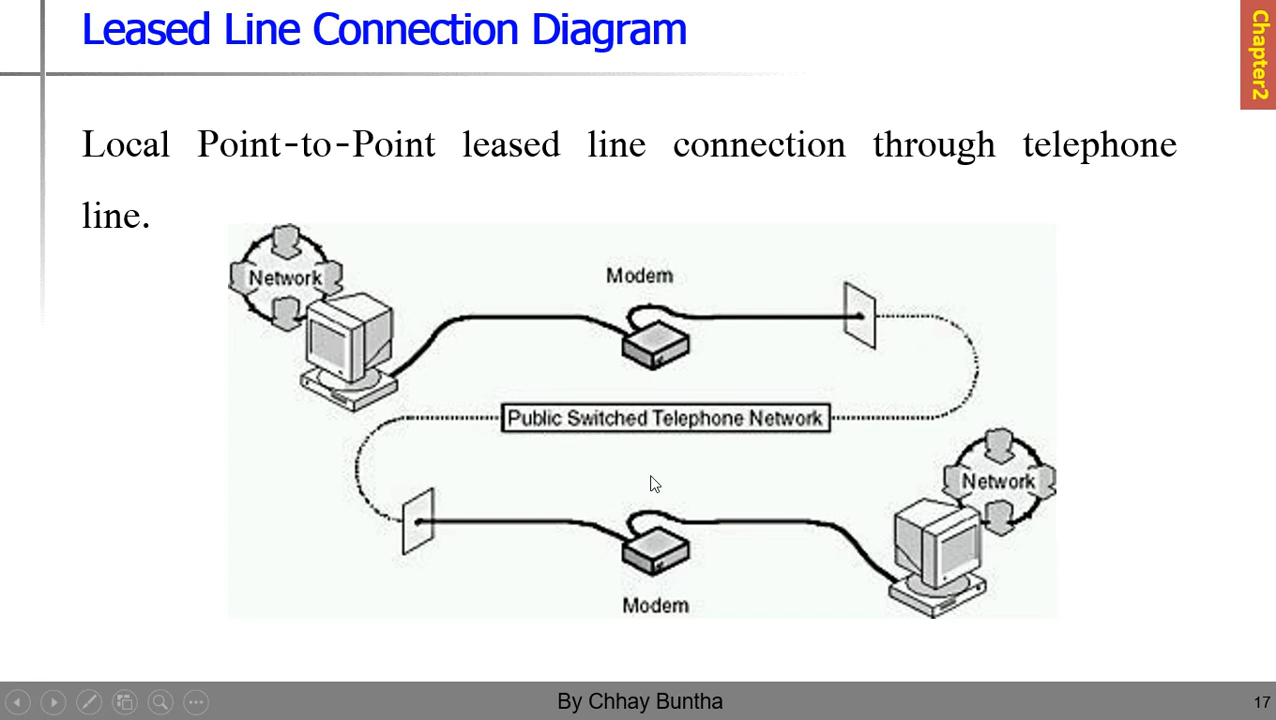 Leased Line Connection Diagram
Chapter2
Local Point-to-Point leased line connection through telephone
line.
Network
Modem
Public Switched Telephone Network
Network
Modem
By Chhay Buntha
17